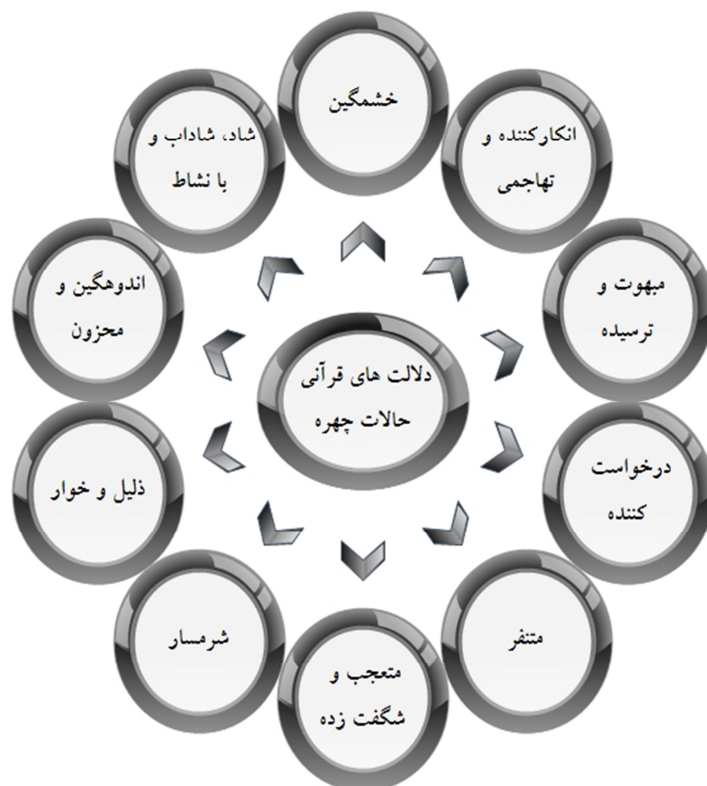 خشمگین
انکارکننده و
تهاجمی
مبهوت و
ترسیده
درخواست
کننده
متنفر
متعجب و
شگفت زده
شرمسار
ذلیل و خوار
اندوهگین و
محزون
شاد، شاداب و
با نشاط
دلالت های قرآنی
حالات چهره